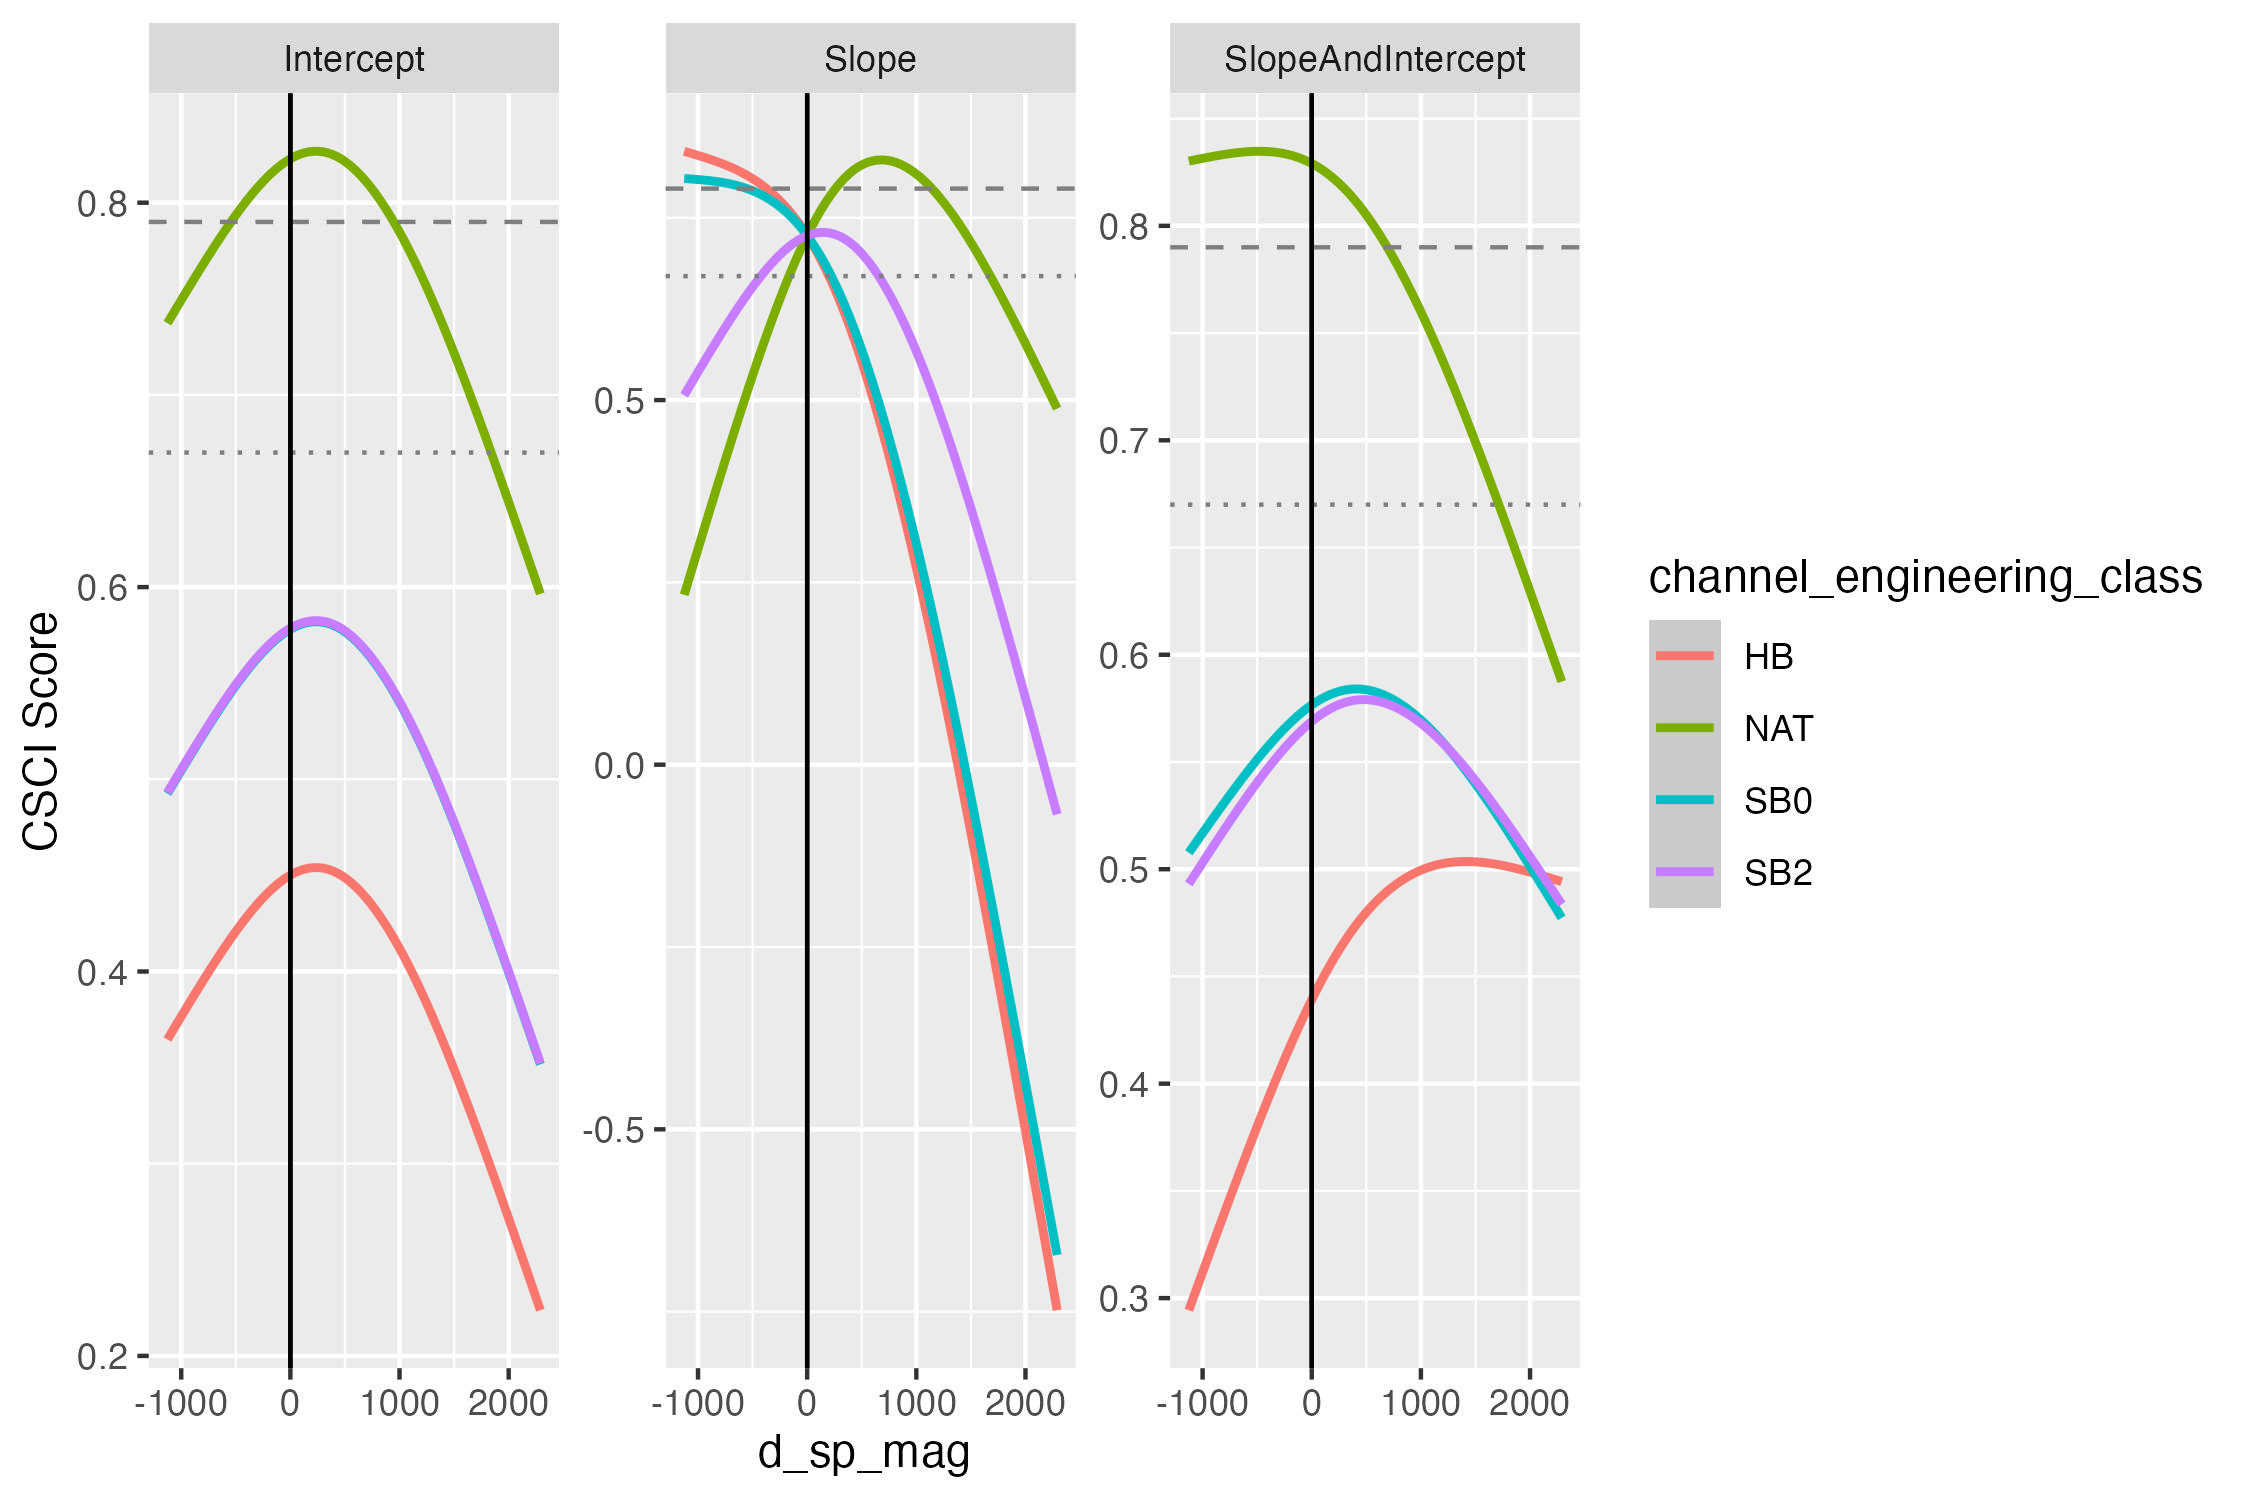 Intercept
Slope
SlopeAndIntercept
CSCI Score
0.8
0.6
0.4
0.2
0.5
0.0
-0.5
0.8
0.7
0.6
0.5
0.4
0.3
-1000 0 1000 2000
-1000 0 1000 2000
-1000 0 1000 2000
d_sp_mag
channel_engineering_class
HB
NAT
SB0
SB2